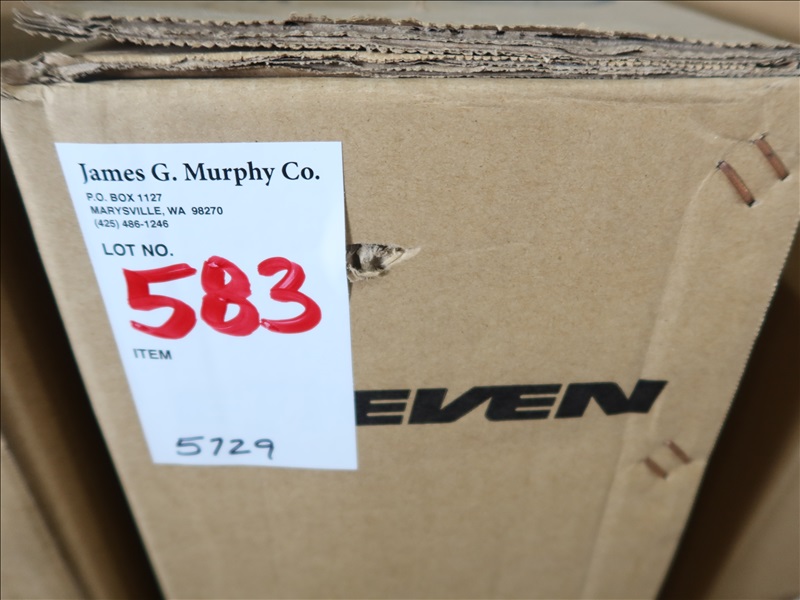 James G. Murphy Co.
P.O. BOX 1127
MARYSVILLE, WA 98270
(425) 486-1246
LOT NO.
583
ITEM
5729
EVEN